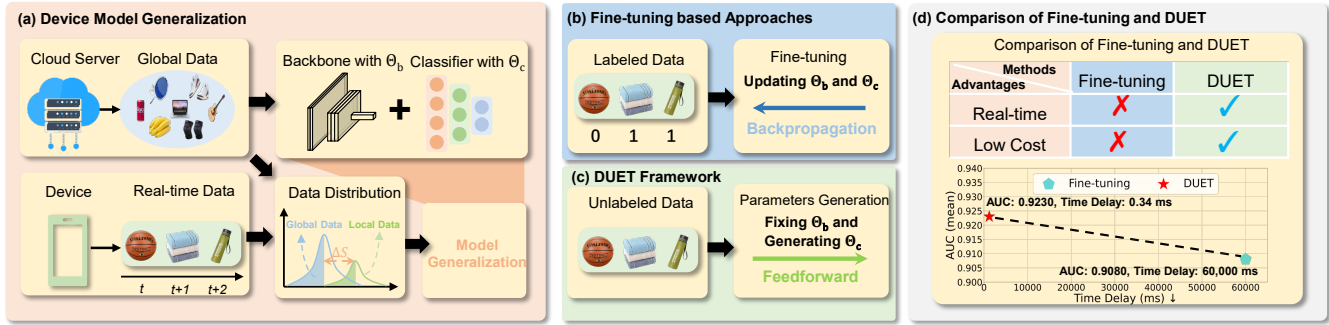 (a) Device Model Generalization
Cloud Server
Global Data
Backbone with Θb
Classifier with Θc
Device
Real-time Data
t
t+1
t+2
Data Distribution
Global Data
Local Data
ΔS
Model
Generalization
(b) Fine-tuning based Approaches
Labeled Data
0 1 1
Fine-tuning
Updating Θb and Θc
Backpropagation
(c) DUET Framework
Unlabeled Data
Parameters Generation
Fixing Θb and
Generating Θc
Feedforward
(d) Comparison of Fine-tuning and DUET
Comparison of Fine-tuning and DUET
Methods
Advantages
Fine-tuning
DUET
Real-time
✗
✓
Low Cost
✗
✓
0.940
0.935
0.930
0.925
0.920
0.915
0.910
0.905
0.900
AUC (mean)
Fine-tuning
DUET
AUC: 0.9230, Time Delay: 0.34 ms
AUC: 0.9080, Time Delay: 60,000 ms
0 10000 20000 30000 40000 50000 60000
Time Delay (ms) ↓